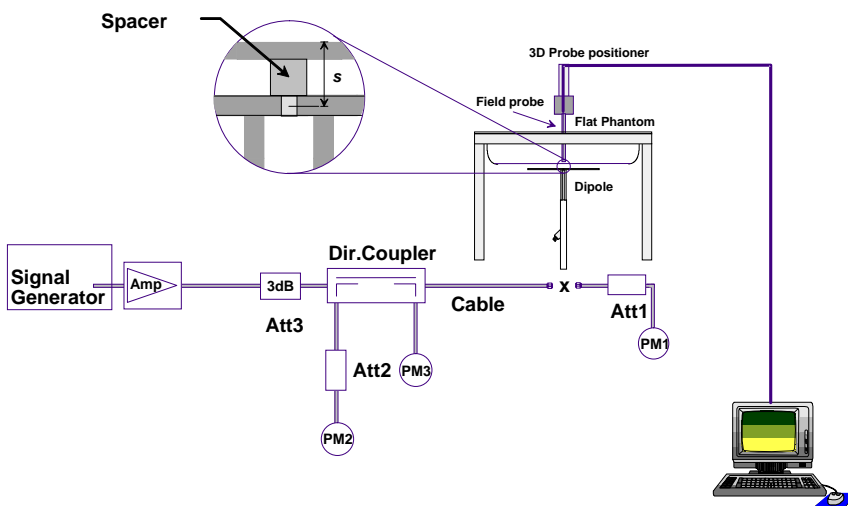 Spacer
s
3D Probe positioner
Field probe
Flat Phantom
Dipole
Signal
Generator
Amp
3dB
Att3
Dir.Coupler
Att2
PM2
PM3
Cable
x
Att1
PM1